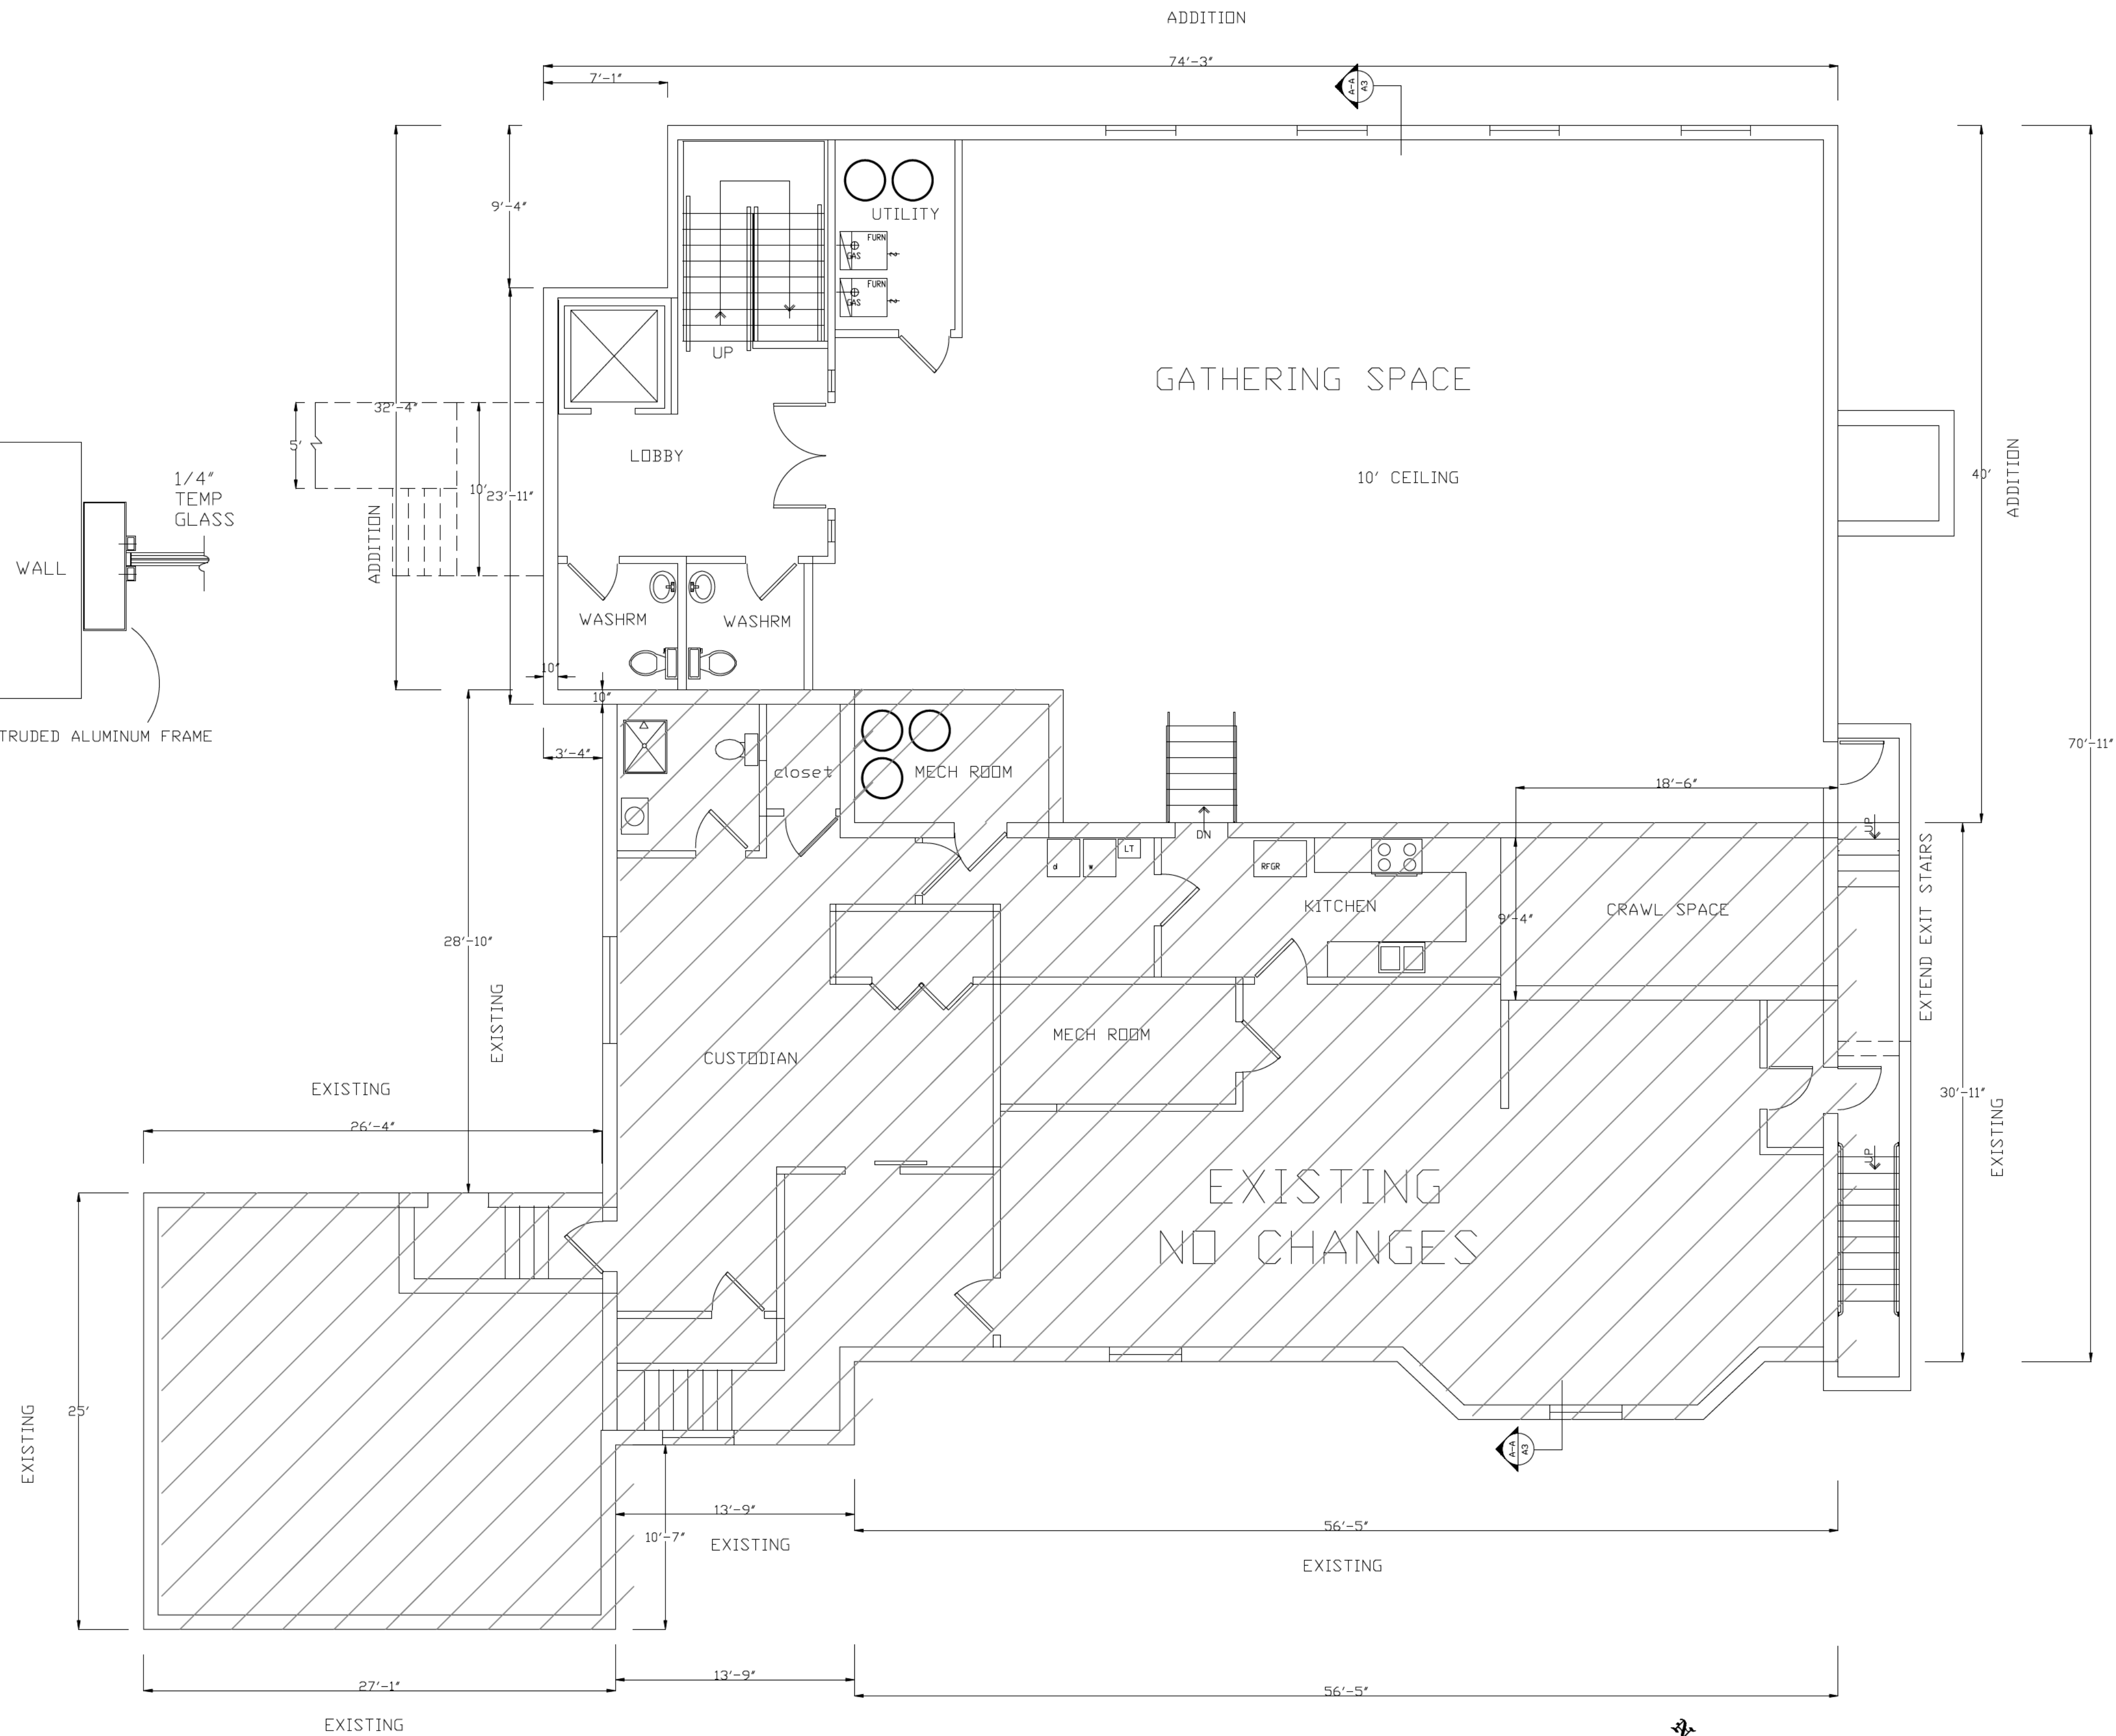 ADDITION
74'-3"
7'-1"
A-A
A3
9'-4"
UTILITY
FURN
GAS
FURN
GAS
UP
GATHERING SPACE
32'-4"
5'
LOBBY
10' CEILING
40'
ADDITION
10'
23'-11"
1/4"
TEMP
GLASS
ADDITION
WALL
WASHRM
WASHRM
10"
10"
TRUDED ALUMINUM FRAME
3'-4"
closet
MECH ROOM
70'-11"
18'-6"
DN
UP
d
w
LT
RFGR
KITCHEN
9'-4"
CRAWL SPACE
EXTEND EXIT STAIRS
28'-10"
EXISTING
MECH ROOM
CUSTODIAN
EXISTING
30'-11"
EXISTING
26'-4"
UP
EXISTING
NO CHANGES
25'
EXISTING
A-A
A3
13'-9"
10'-7"
EXISTING
56'-5"
EXISTING
13'-9"
27'-1"
56'-5"
EXISTING